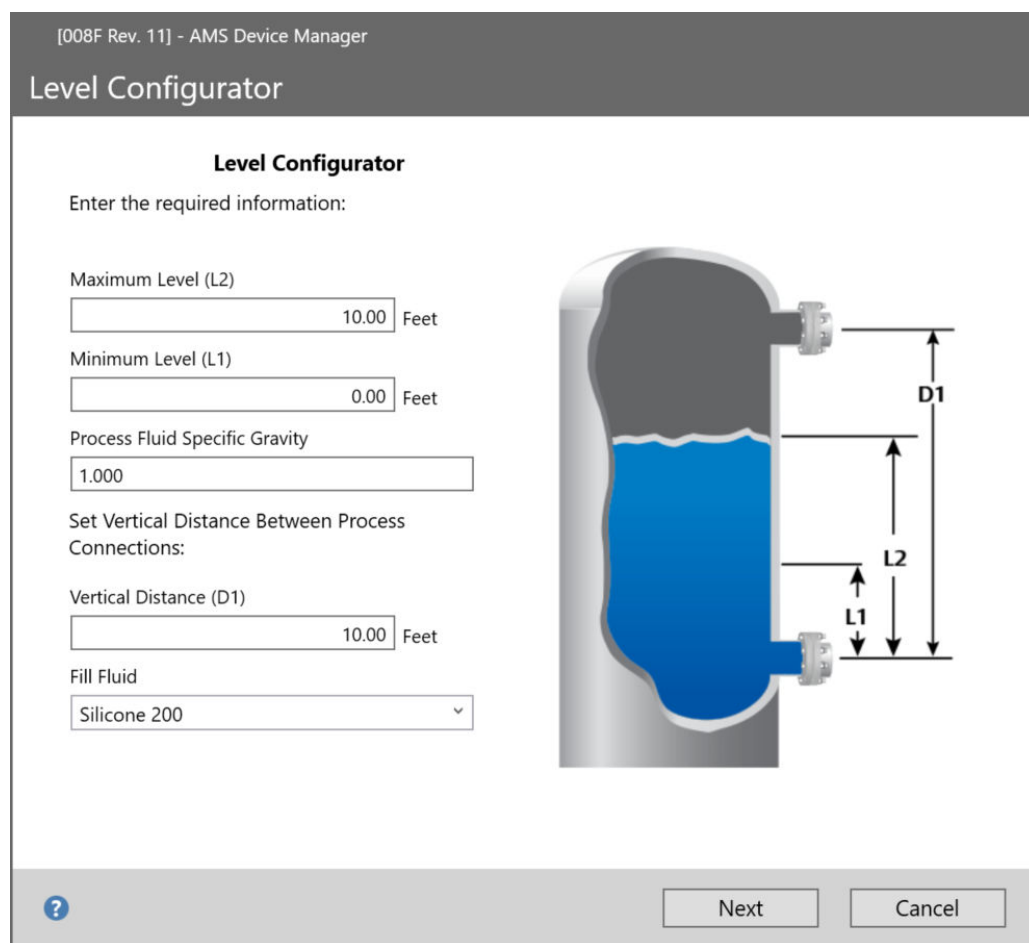 [008F Rev. 11] - AMS Device Manager
Level Configurator
Level Configurator
Enter the required information:
Maximum Level (L2)
10.00 Feet
Minimum Level (L1)
0.00 Feet
Process Fluid Specific Gravity
1.000
Set Vertical Distance Between Process
Connections:
Vertical Distance (D1)
10.00 Feet
Fill Fluid
Silicone 200
D1
L2
L1
?
Next
Cancel